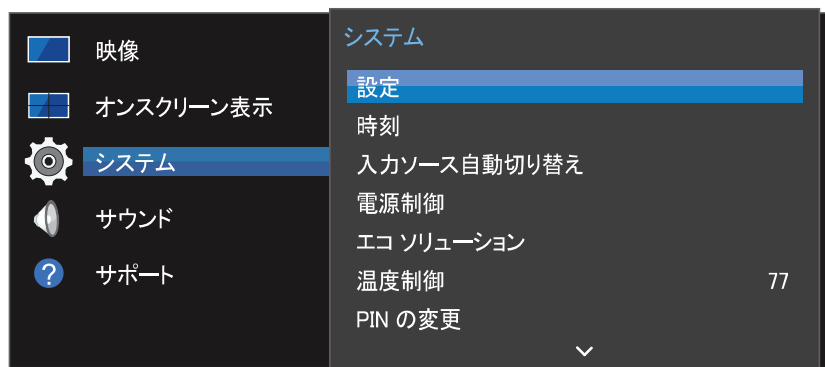 映像
オンスクリーン表示
システム
サウンド
?
サポート
システム
設定
時刻
入力ソース自動切り替え
電源制御
エコ ソリューション
温度制御 77
PIN の変更